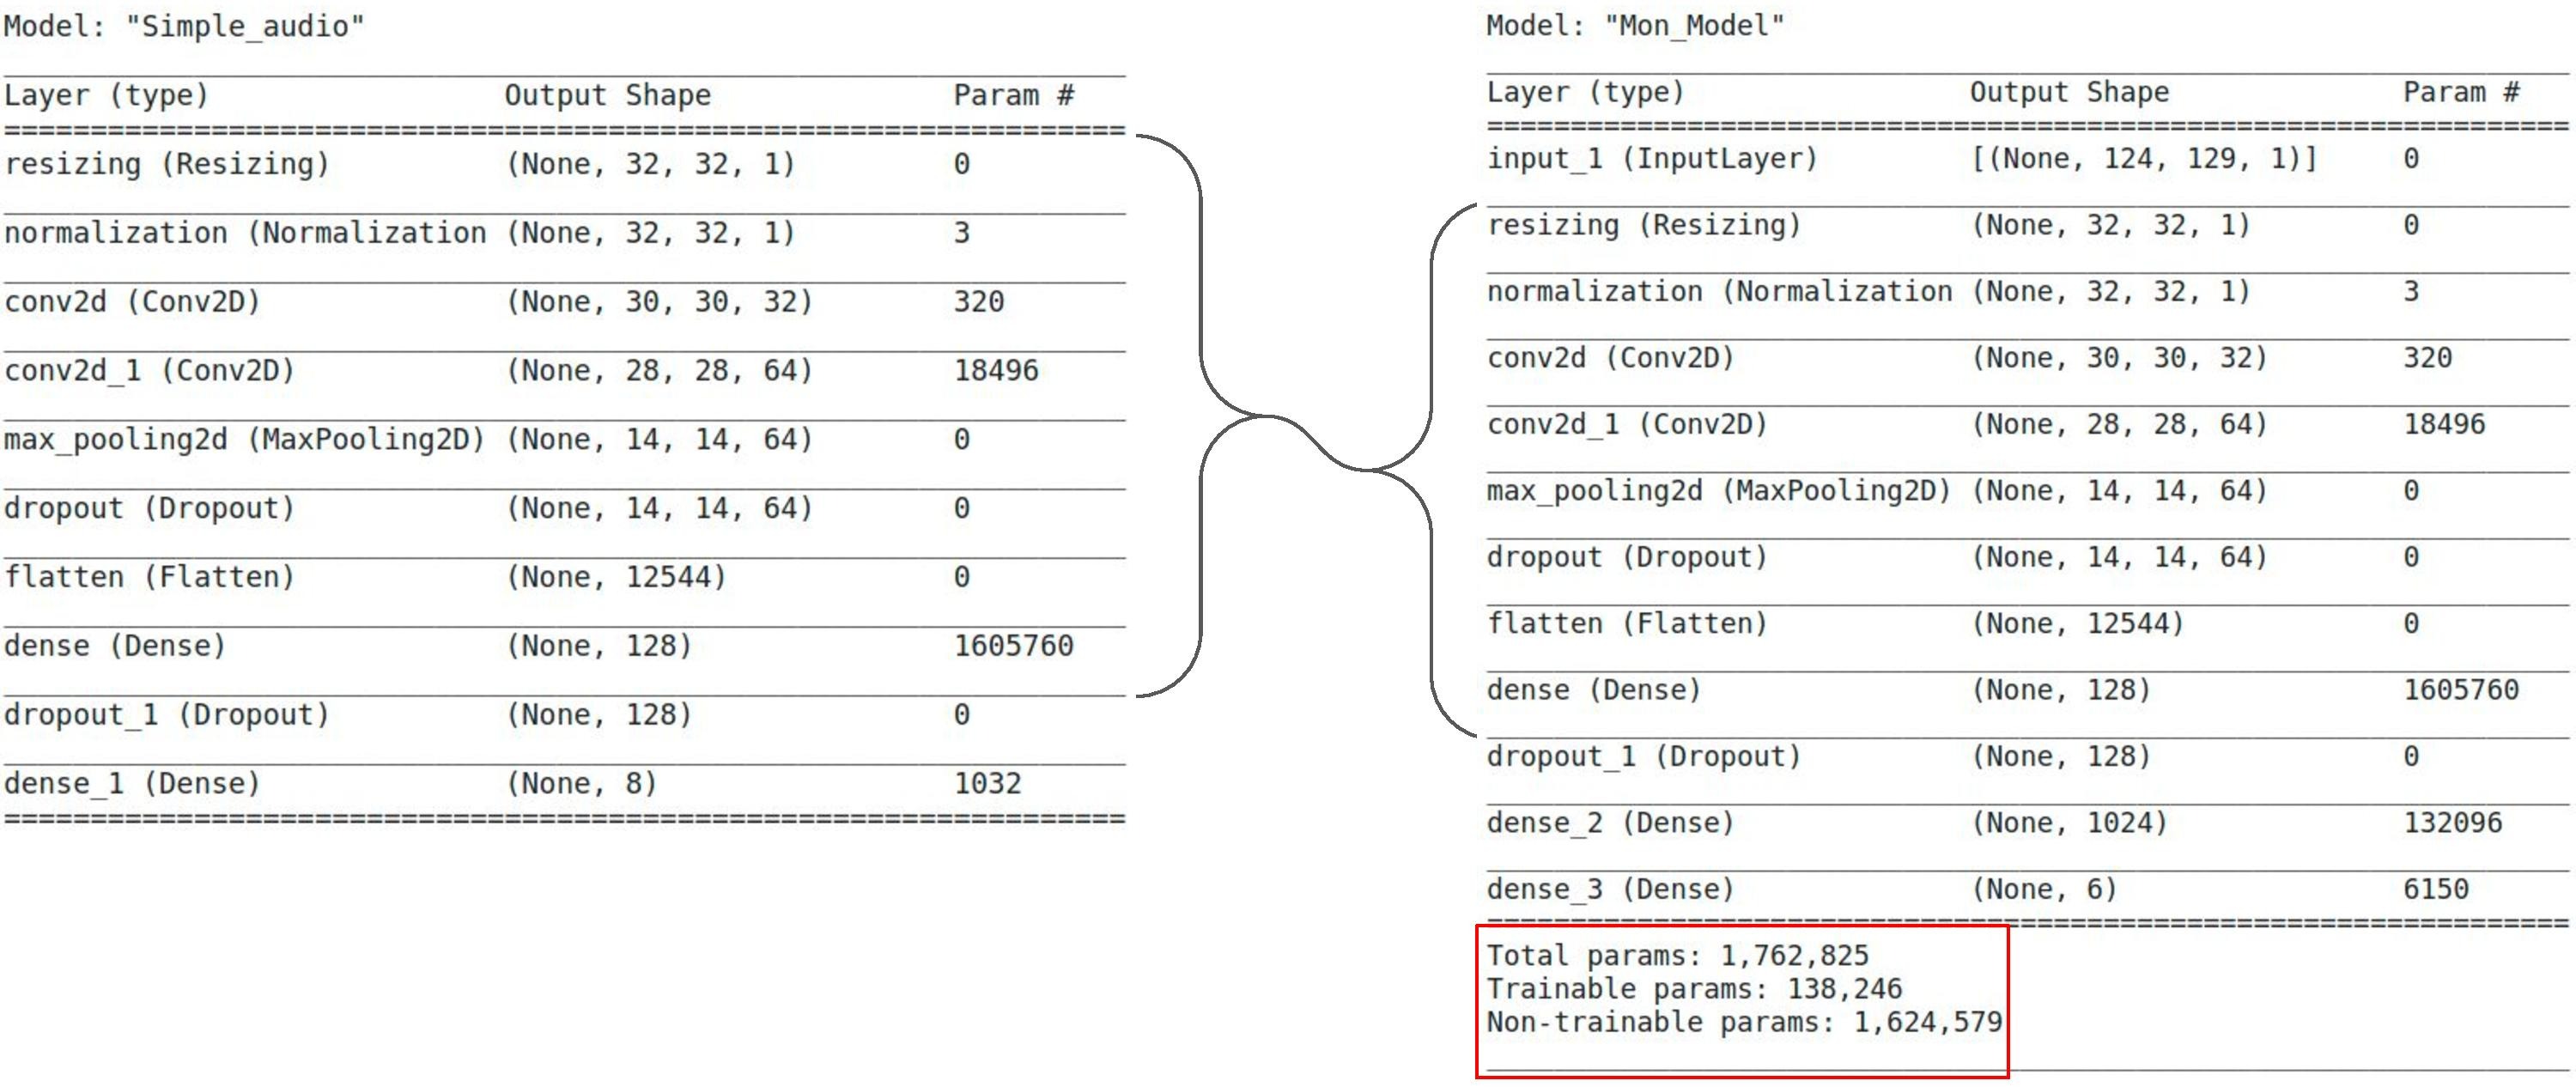 Model: "Simple_audio"
Layer (type) Output Shape Param #
resizing (Resizing) (None, 32, 32, 1) 0
normalization (Normalization (None, 32, 32, 1) 3
conv2d (Conv2D) (None, 30, 30, 32) 320
conv2d_1 (Conv2D) (None, 28, 28, 64) 18496
max_pooling2d (MaxPooling2D) (None, 14, 14, 64) 0
dropout (Dropout) (None, 14, 14, 64) 0
flatten (Flatten) (None, 12544) 0
dense (Dense) (None, 128) 1605760
dropout_1 (Dropout) (None, 128) 0
dense_1 (Dense) (None, 8) 1032
Model: "Mon_Model"
Layer (type) Output Shape Param #
input_1 (InputLayer) [(None, 124, 129, 1)] 0
resizing (Resizing) (None, 32, 32, 1) 0
normalization (Normalization (None, 32, 32, 1) 3
conv2d (Conv2D) (None, 30, 30, 32) 320
conv2d_1 (Conv2D) (None, 28, 28, 64) 18496
max_pooling2d (MaxPooling2D) (None, 14, 14, 64) 0
dropout (Dropout) (None, 14, 14, 64) 0
flatten (Flatten) (None, 12544) 0
dense (Dense) (None, 128) 1605760
dropout_1 (Dropout) (None, 128) 0
dense_2 (Dense) (None, 1024) 132096
dense_3 (Dense) (None, 6) 6150
Total params: 1,762,825
Trainable params: 138,246
Non-trainable params: 1,624,579